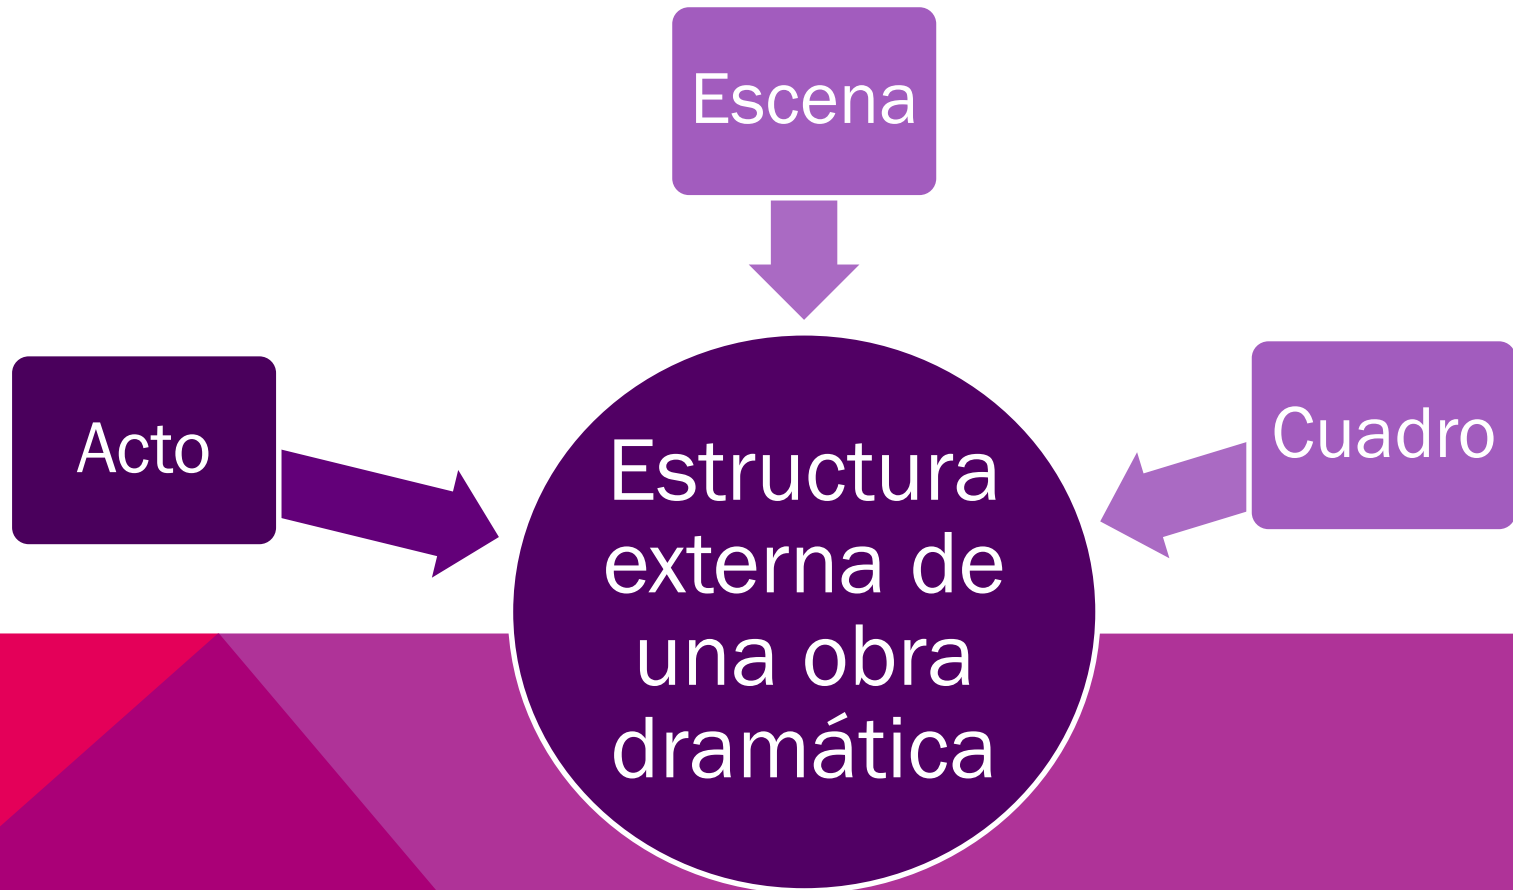 Escena
Acto
Cuadro
Estructura
externa de
una obra
dramática